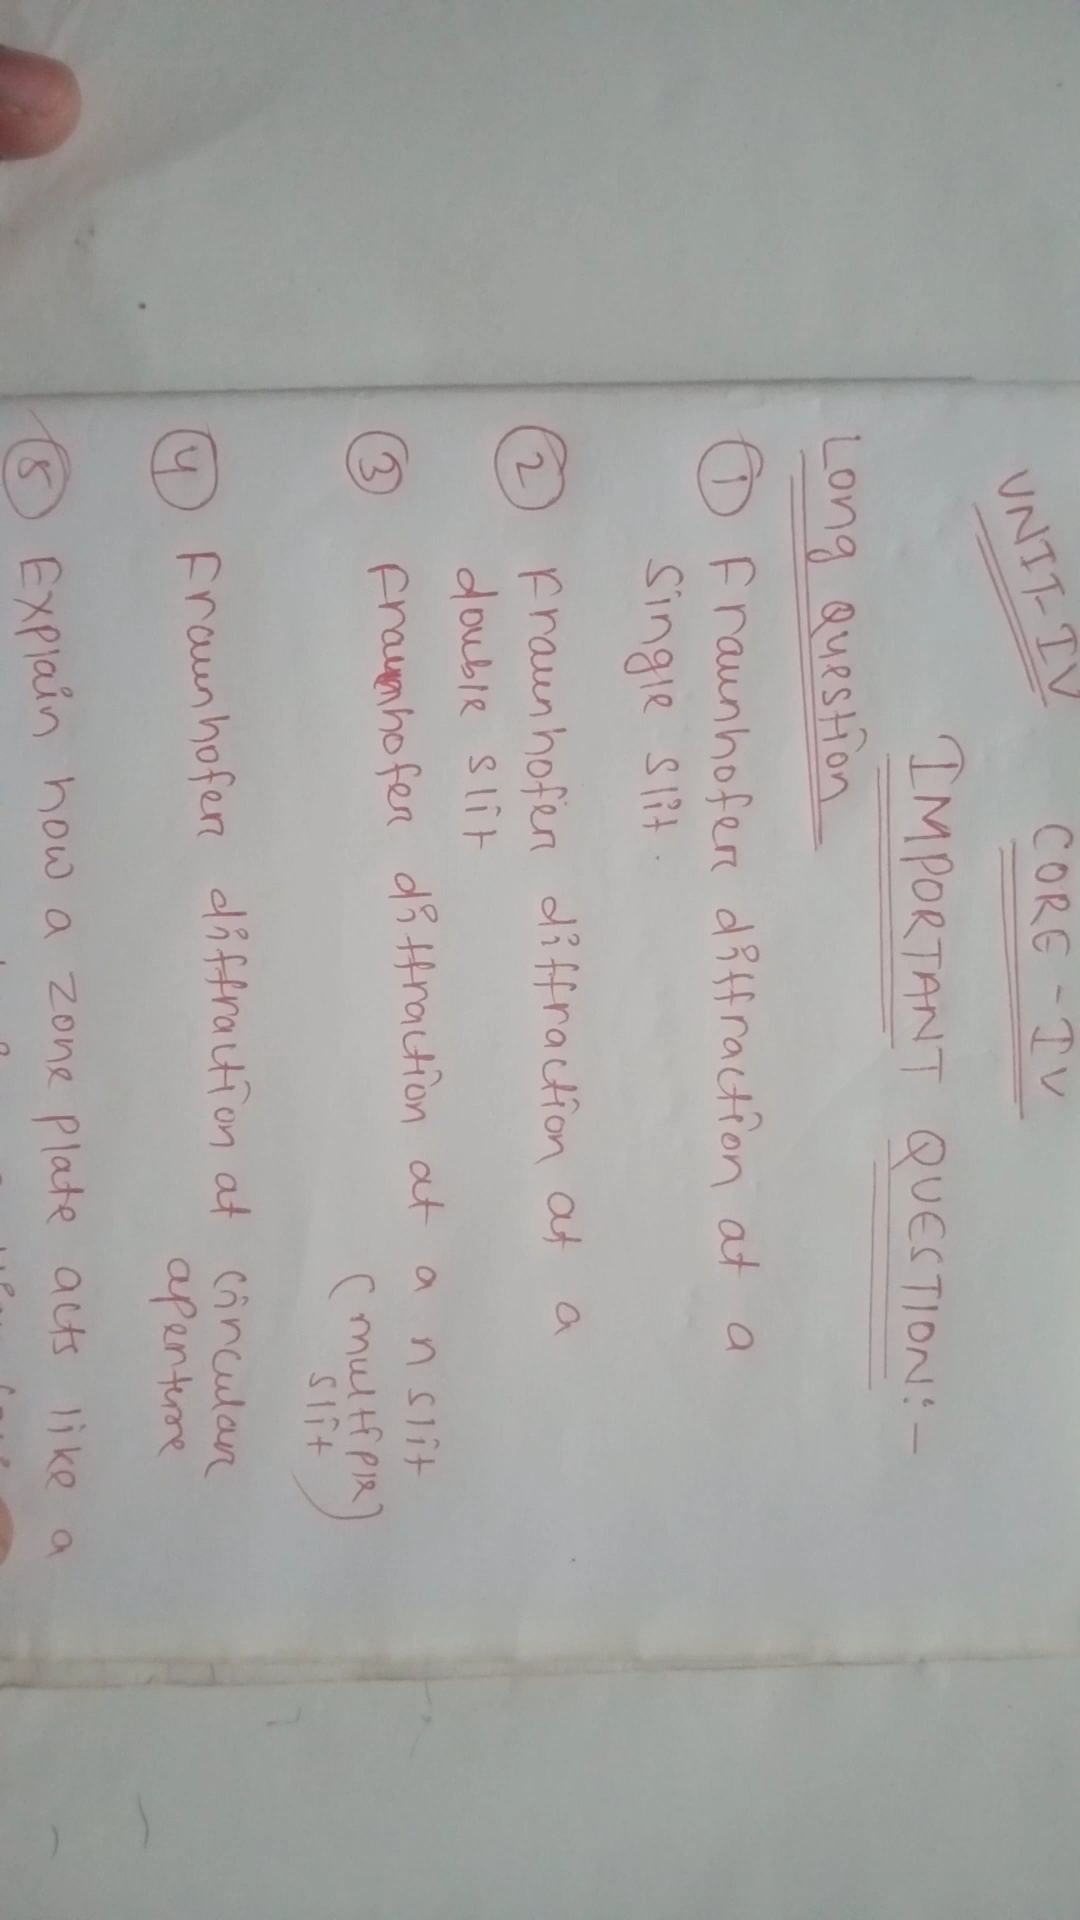 UNIT-IV CORE-IV
IMPORTANT QUESTION:-
Long question
① Fraunhofer diffraction at a
single slit.
② Fraunhofer diffraction at a
double slit
③ Fraunhofer diffraction at a n slit
(multiple
slit)
④ Fraunhofer diffraction at circular
aperture
⑤ Explain how a zone plate acts like a